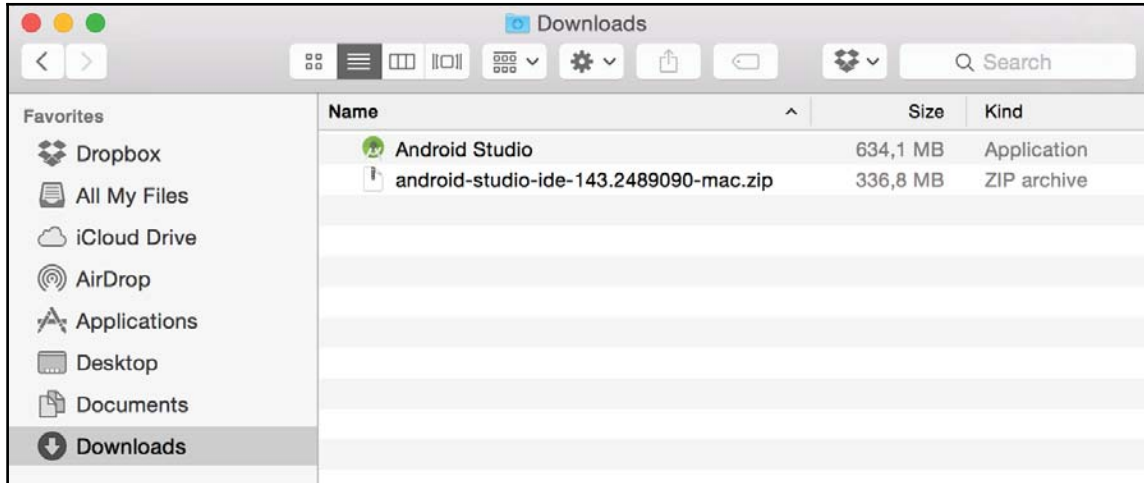 Downloads
Search
Favorites
Dropbox
All My Files
iCloud Drive
AirDrop
Applications
Desktop
Documents
Downloads
Name Size Kind
Android Studio 634,1 MB Application
android-studio-ide-143.2489090-mac.zip 336,8 MB ZIP archive